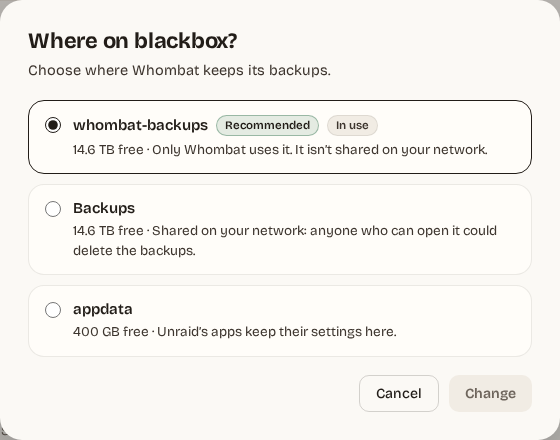 Where on blackbox?
Choose where Whombat keeps its backups.
whombat-backups Recommended In use
14.6 TB free · Only Whombat uses it. It isn't shared on your network.
Backups
14.6 TB free · Shared on your network: anyone who can open it could
delete the backups.
appdata
400 GB free · Unraid's apps keep their settings here.
Cancel Change